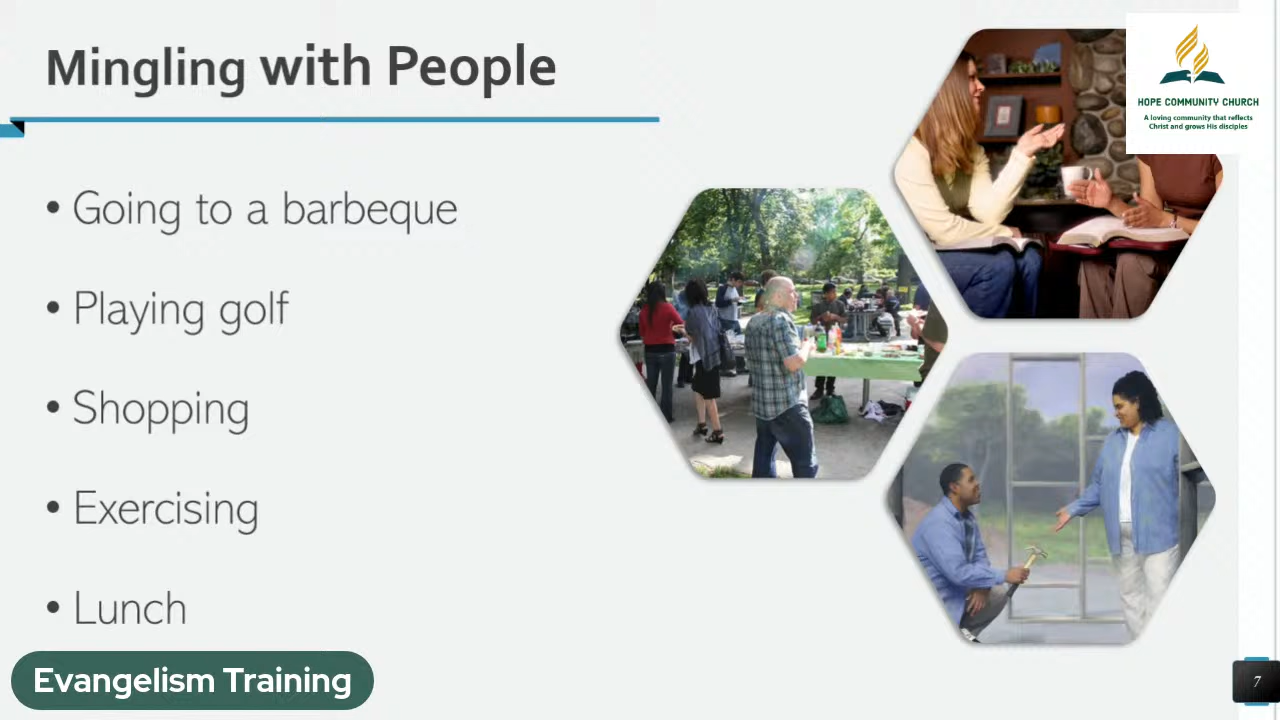 Mingling with People
HOPE COMMUNITY CHURCH
A loving community that reflects
Christ and grows His disciples
• Going to a barbeque
• Playing golf
• Shopping
• Exercising
• Lunch
Evangelism Training
7